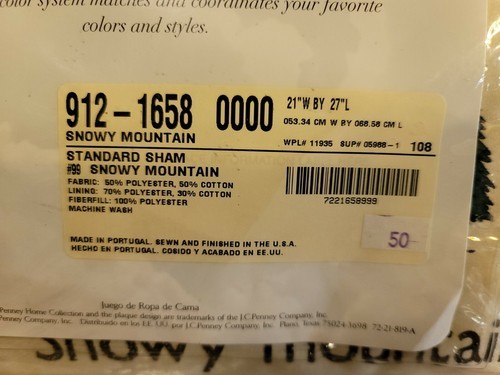 color system matches and coordinates your favorite
colors and styles.
912-1658 0000
21"W BY 27"L
053.34 CM W BY 068.58 CM L
SNOWY MOUNTAIN
WPL# 11935 SUP# 05988-1 108
STANDARD SHAM
#99 SNOWY MOUNTAIN
FABRIC: 50% POLYESTER, 50% COTTON
LINING: 70% POLYESTER, 30% COTTON
FIBERFILL: 100% POLYESTER
MACHINE WASH
7221658999
50-
MADE IN PORTUGAL. SEWN AND FINISHED IN THE U.S.A.
HECHO EN PORTUGAL. COSIDO Y ACABADO EN EE.UU.
Juego de Ropa de Cama
Penney Home Collection and the plaque design are trademarks of the J.C.Penney Company, Inc.
Penney Company, Inc. Distribuido en los EE. UU. por J.C.Penney Company, Inc. Plano, Texas 75024-3698 72-21-819-A
snowy mountai